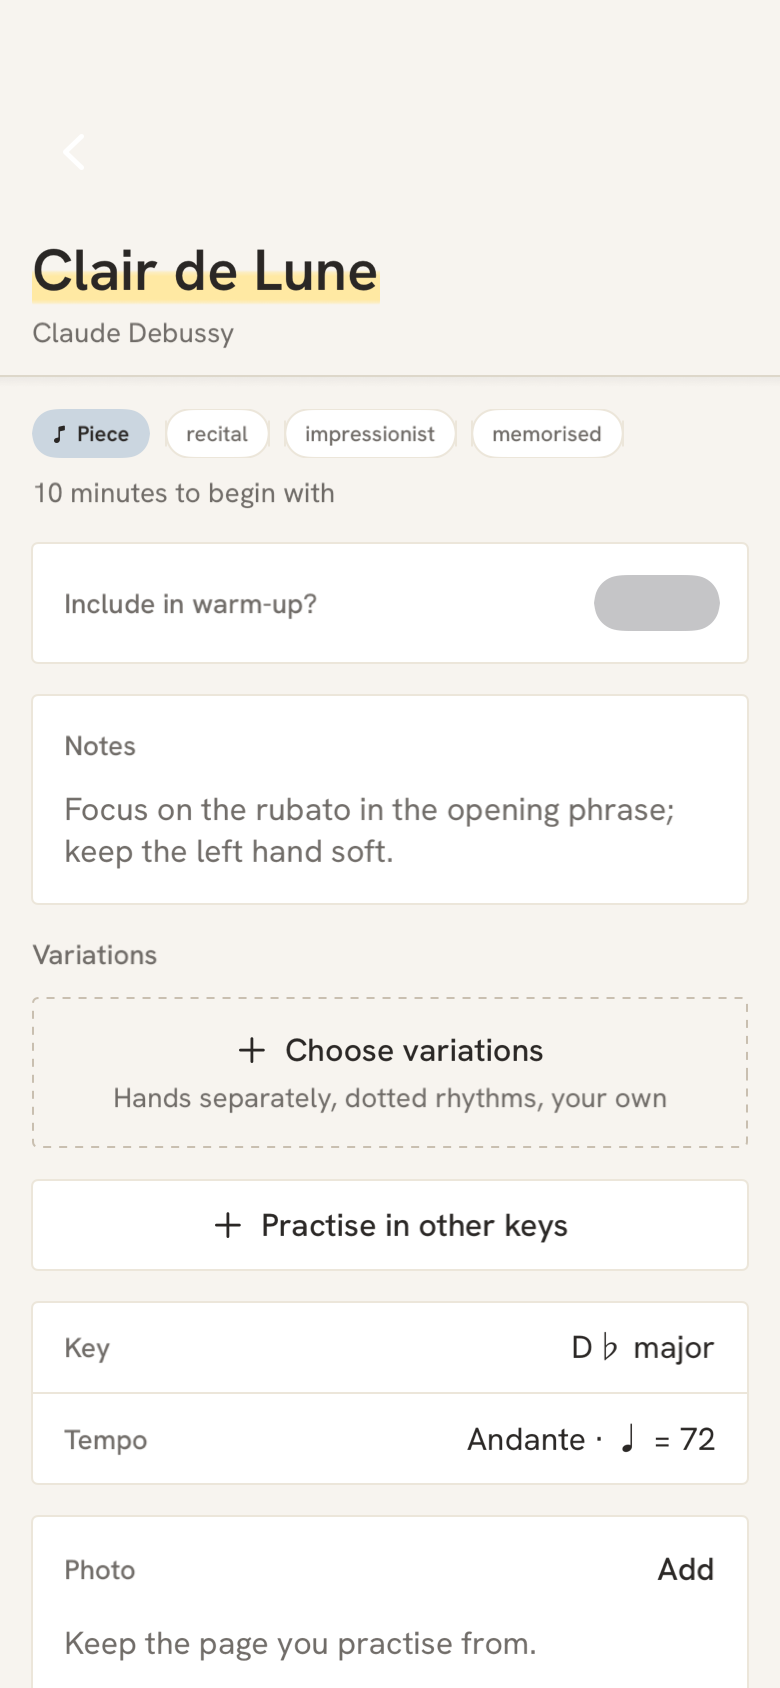 Clair de Lune
Claude Debussy
Piece
recital
impressionist
memorised
10 minutes to begin with
Include in warm-up?
Notes
Focus on the rubato in the opening phrase;
keep the left hand soft.
Variations
+ Choose variations
Hands separately, dotted rhythms, your own
+ Practise in other keys
Key
D♭ major
Tempo
Andante · ♩ = 72
Photo
Add
Keep the page you practise from.